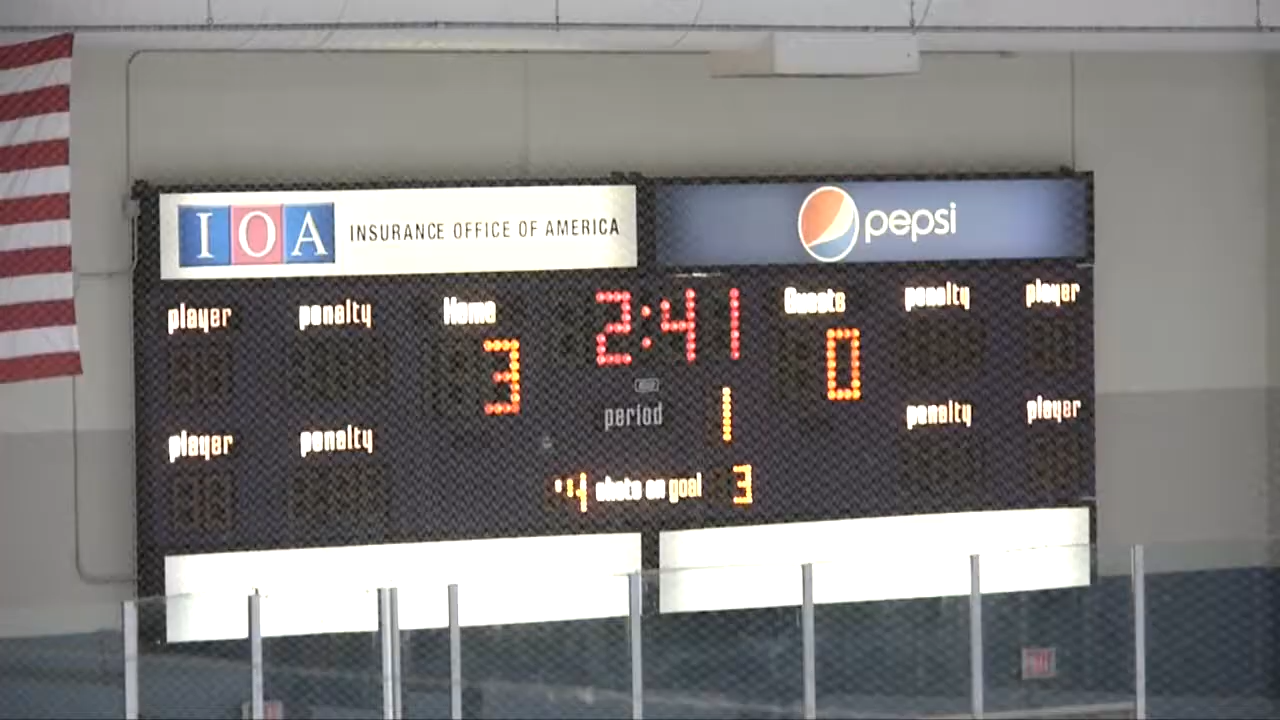 IOA INSURANCE OFFICE OF AMERICA
pepsi
player penalty Home 2:41 Guests penalty player
3 0
period 1
player penalty penalty player
4 shots on goal 3